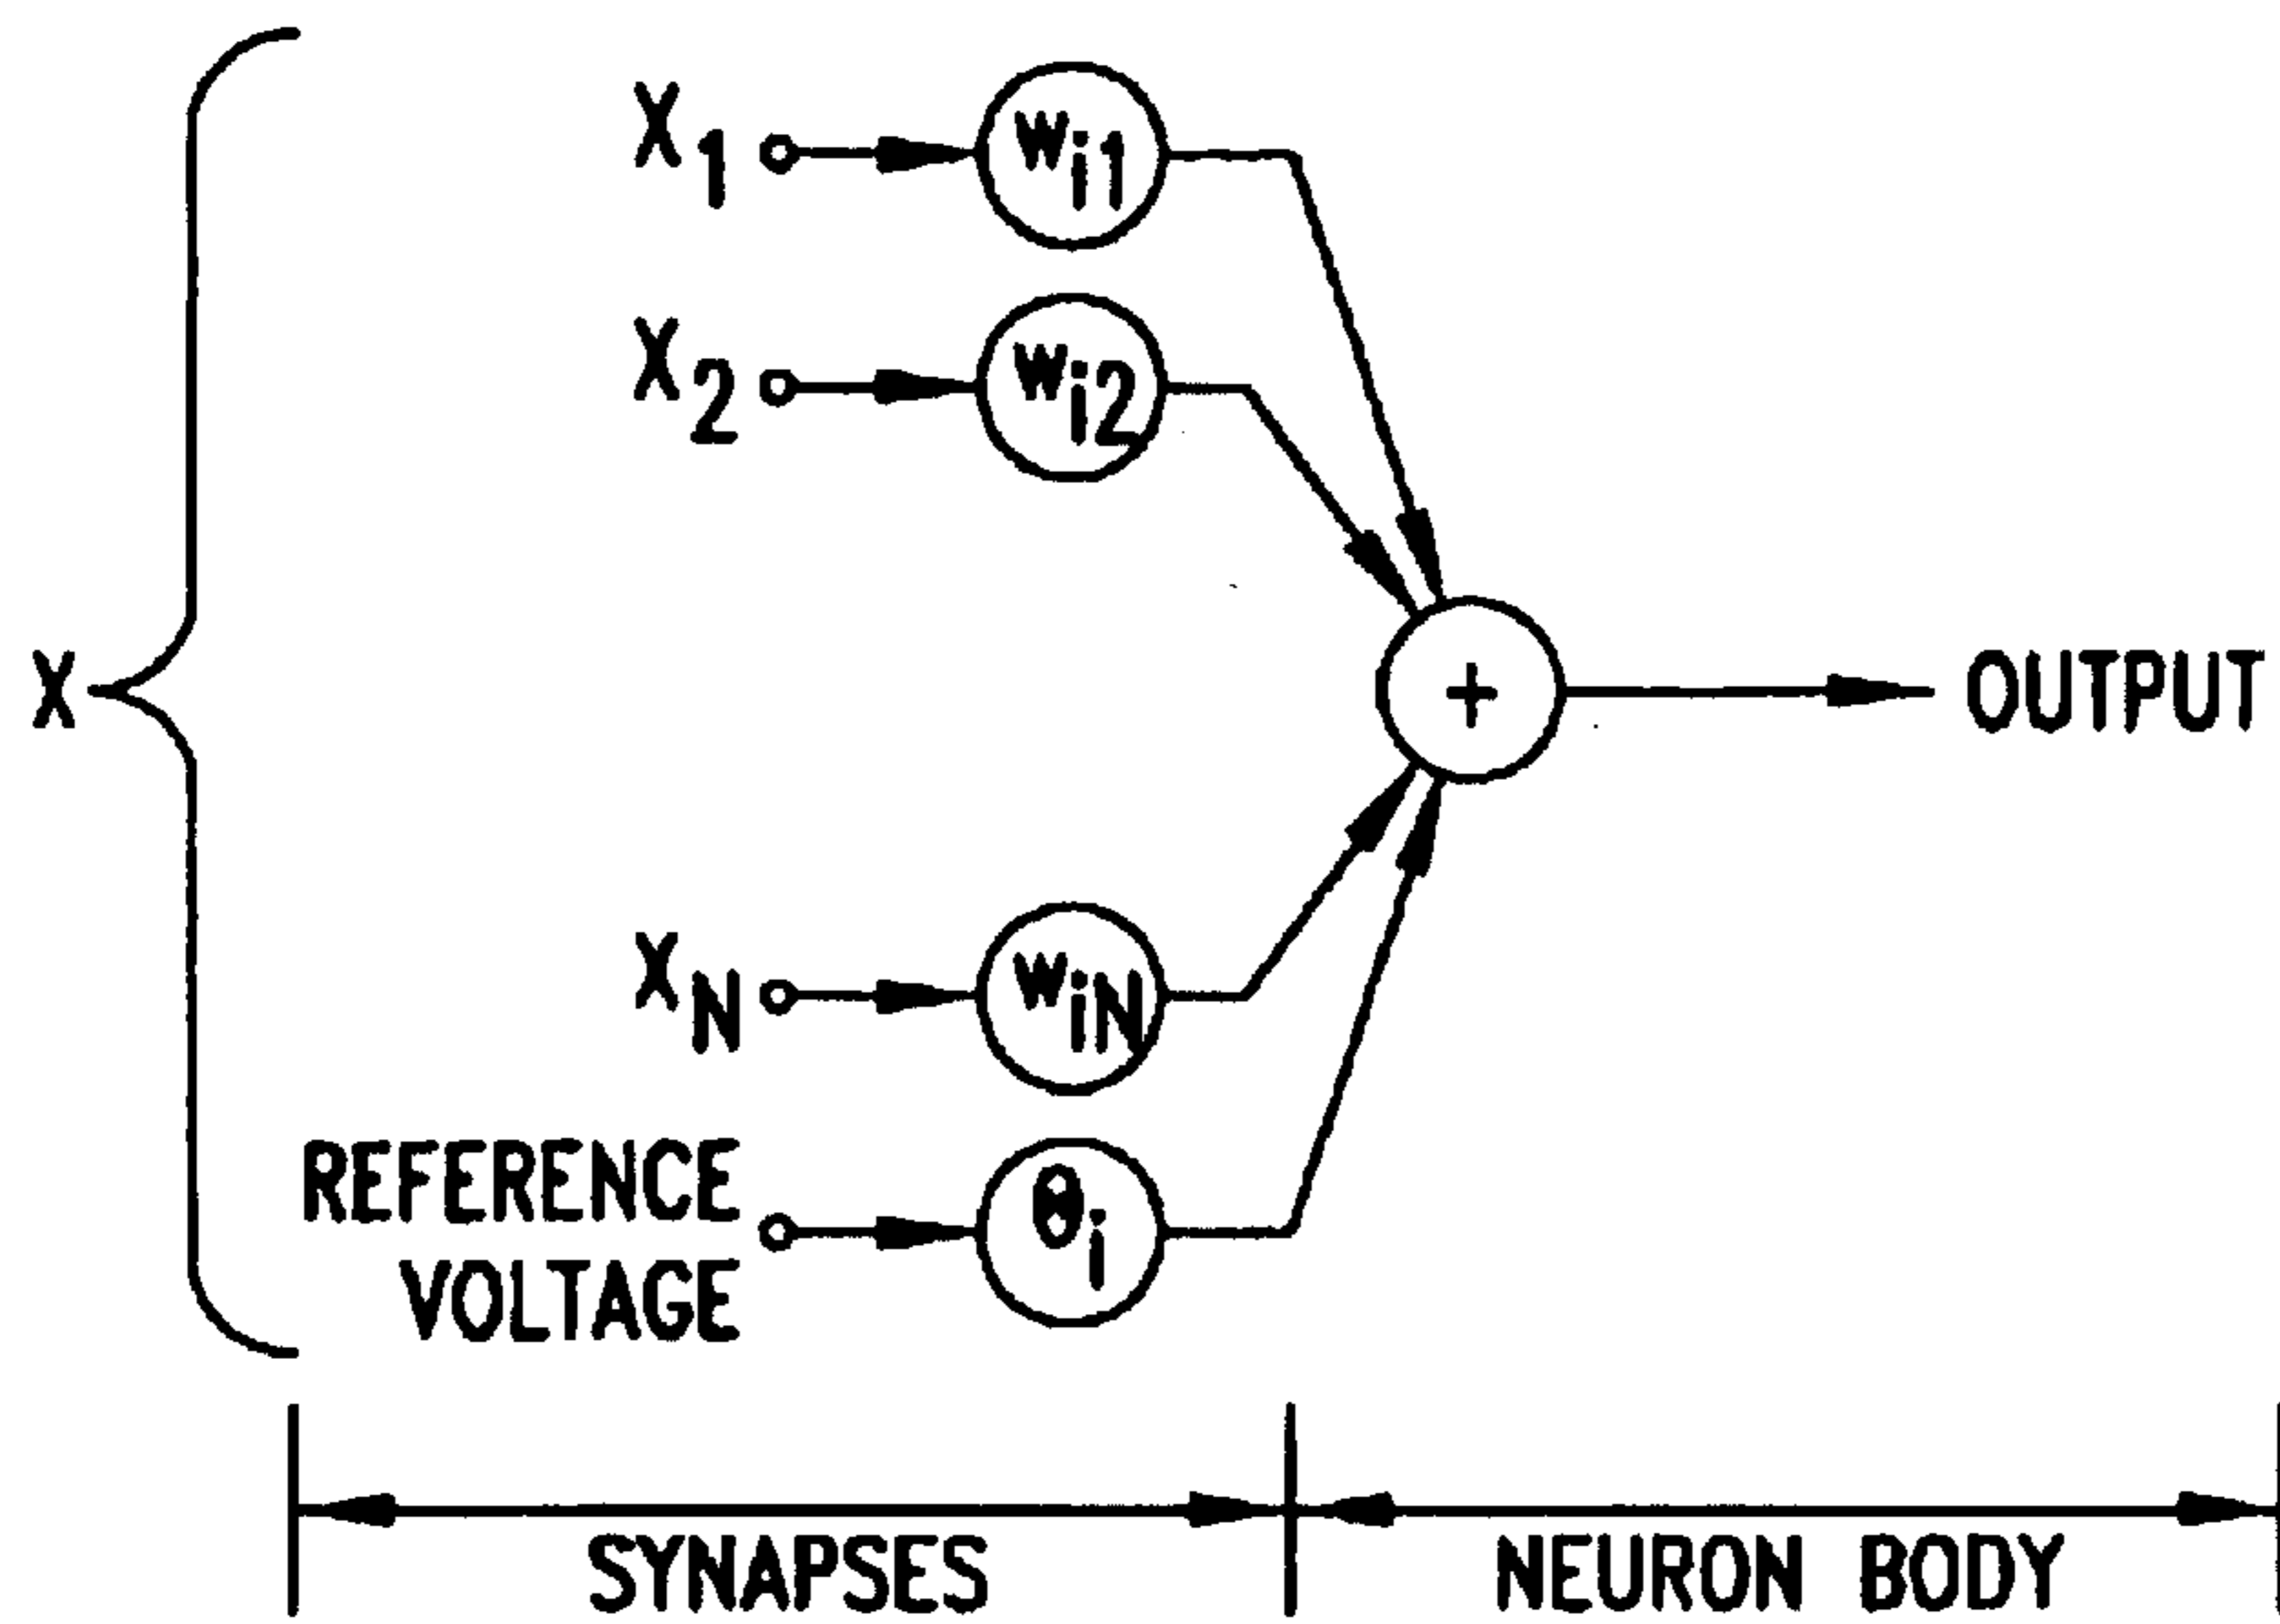 X
X1
wi1
X2
wi2
+
OUTPUT
XN
wiN
REFERENCE
VOLTAGE
θi
SYNAPSES
NEURON BODY